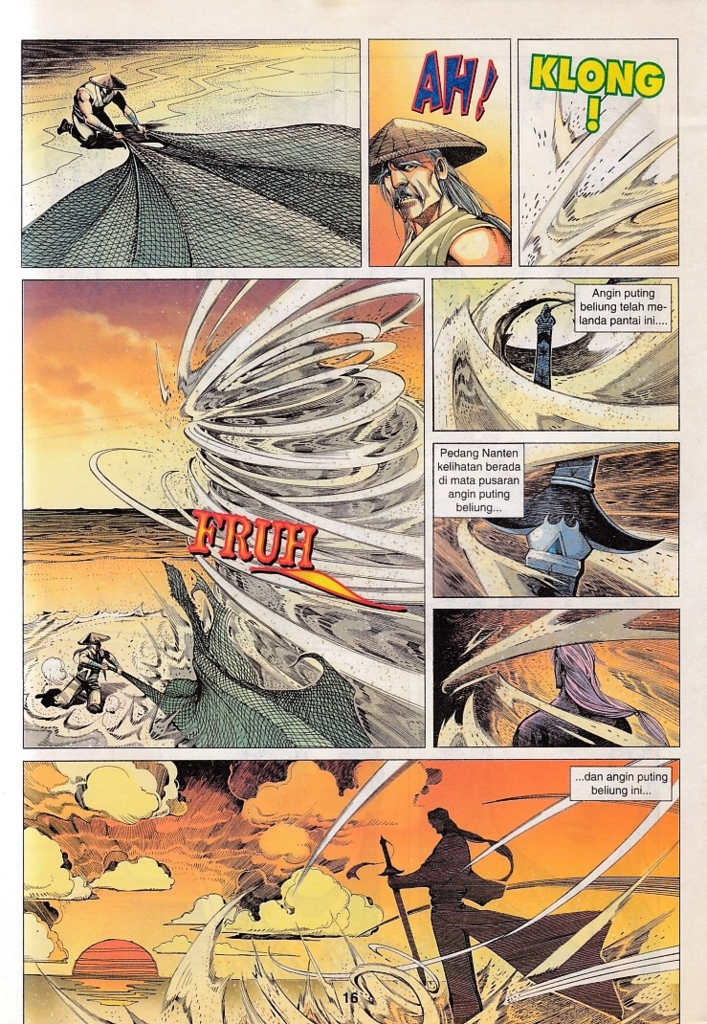 AH!
KLONG
!
Angin puting
beliung telah me-
landa pantai ini....
FRUH
Pedang Nanten
kelihatan berada
di mata pusaran
angin puting
beliung...
...dan angin puting
beliung ini...
16